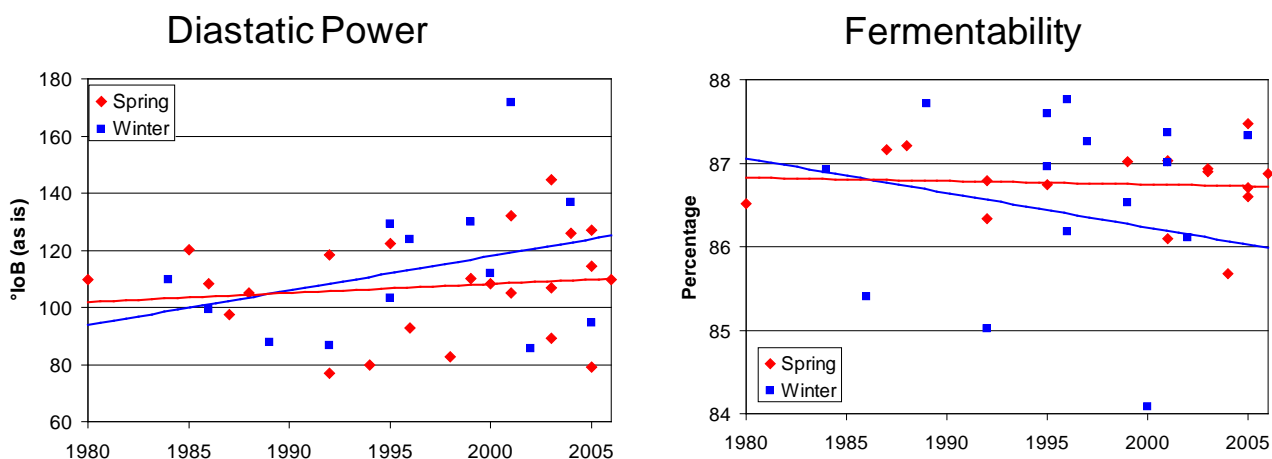 Diastatic Power
°IoB (as is)
180
160
140
120
100
80
60
Spring
Winter
1980 1985 1990 1995 2000 2005
Fermentability
Percentage
88
87
86
85
84
Spring
Winter
1980 1985 1990 1995 2000 2005